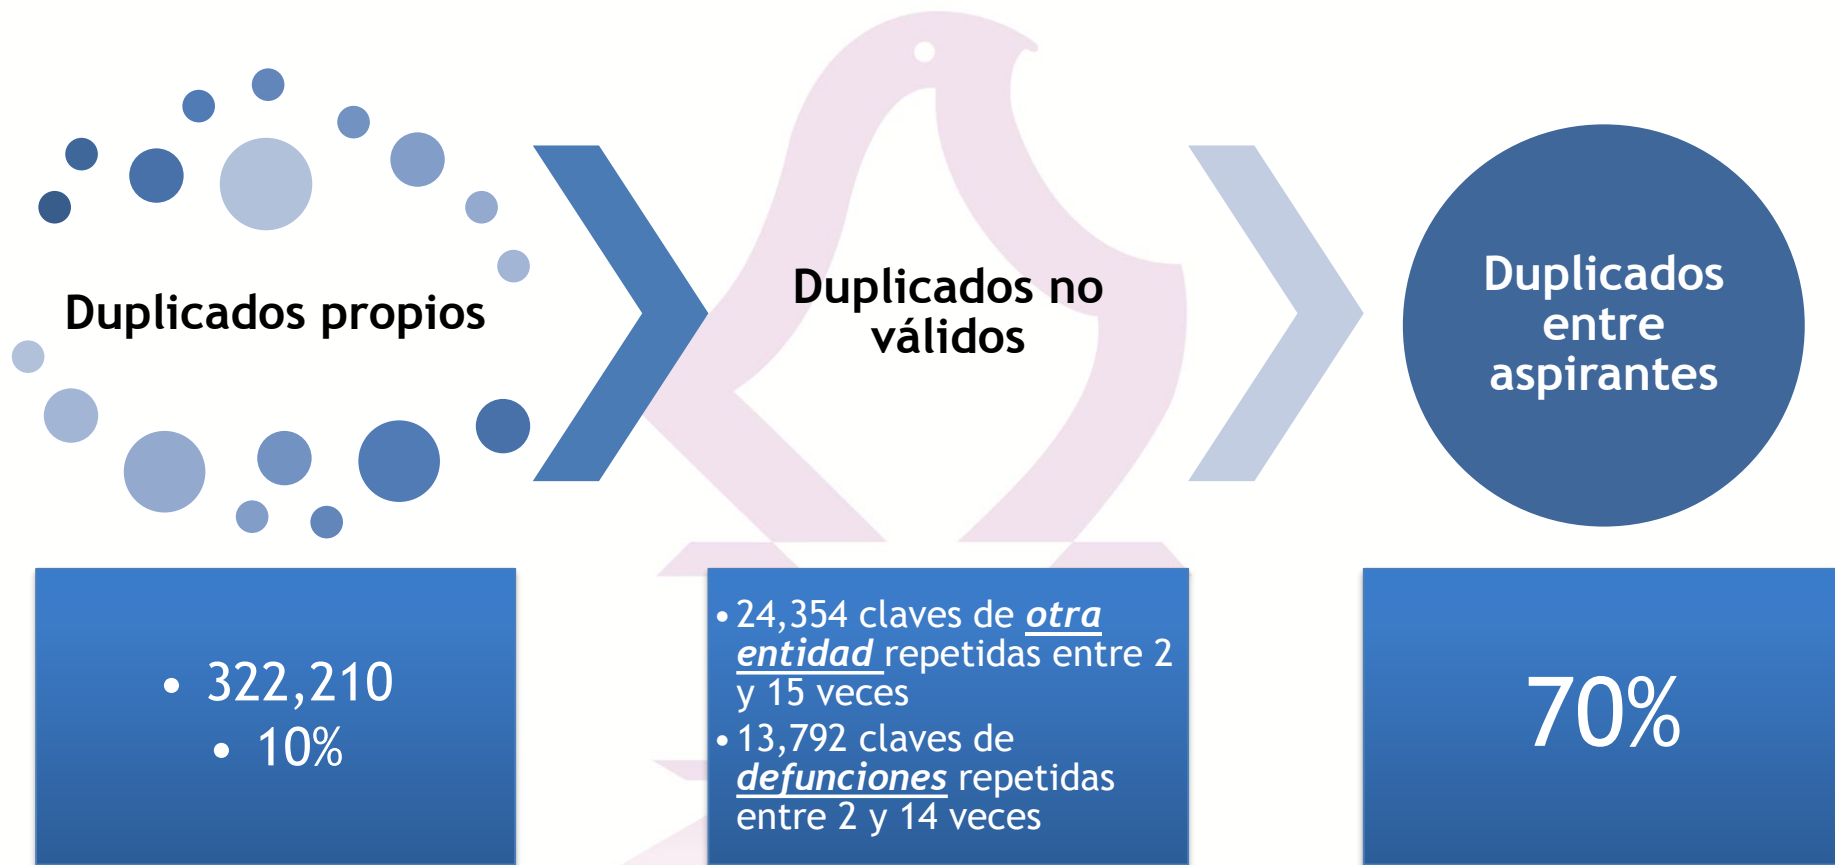 Duplicados propios
Duplicados no
válidos
Duplicados
entre
aspirantes
• 322,210
• 10%
• 24,354 claves de otra
entidad repetidas entre 2
y 15 veces
• 13,792 claves de
defunciones repetidas
entre 2 y 14 veces
70%